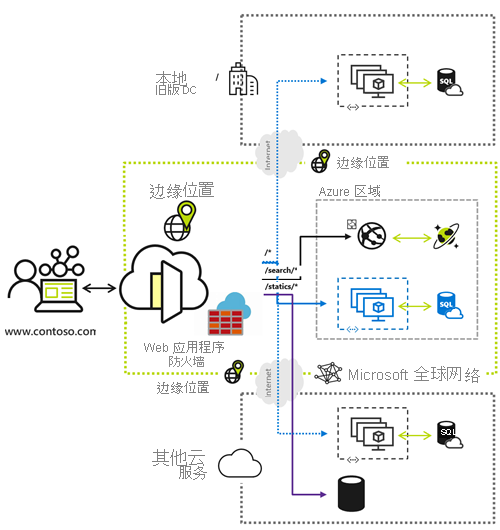 本地
旧版 DC
/
SQL
Internet
边缘位置
边缘位置
Azure 区域
/*
/search/*
/statics/*
SQL
www.contoso.con
Web 应用程序
防火墙
边缘位置
Internet
Microsoft 全球网络
其他云
服务
SQL